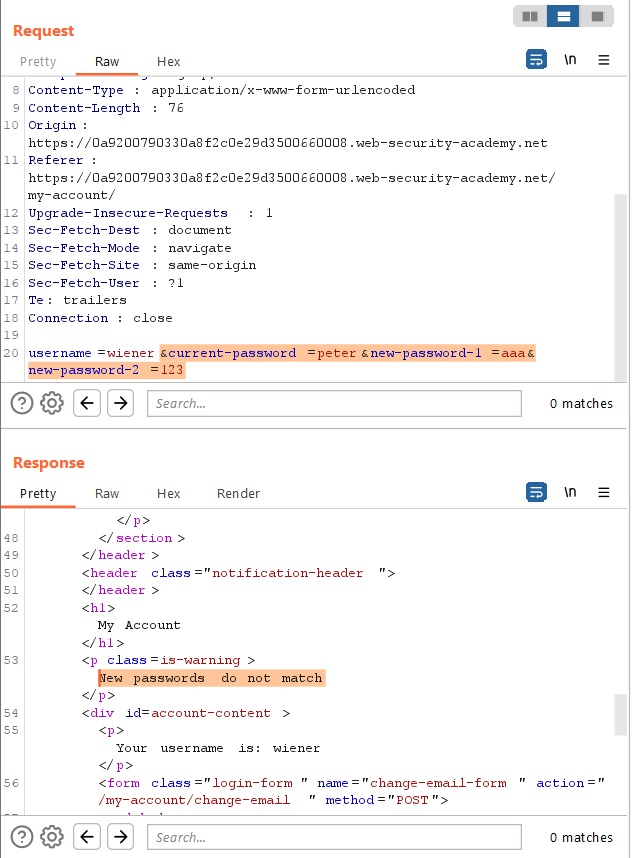 Request
Pretty Raw Hex
\n
8 Content-Type : application/x-www-form-urlencoded
9 Content-Length : 76
10 Origin :
https://0a9200790330a8f2c0e29d3500660008.web-security-academy.net
11 Referer :
https://0a9200790330a8f2c0e29d3500660008.web-security-academy.net/
my-account/
12 Upgrade-Insecure-Requests : 1
13 Sec-Fetch-Dest : document
14 Sec-Fetch-Mode : navigate
15 Sec-Fetch-Site : same-origin
16 Sec-Fetch-User : ?1
17 Te: trailers
18 Connection : close
19
20 username =wiener &current-password =peter &new-password-1 =aaa&
new-password-2 =123
Search... 0 matches
Response
Pretty Raw Hex Render
\n
</p>
48 </section >
49 </header >
50 <header class="notification-header ">
51 </header >
52 <h1>
My Account
</h1>
53 <p class=is-warning >
New passwords do not match
</p>
54 <div id=account-content >
55 <p>
Your username is: wiener
</p>
56 <form class="login-form " name="change-email-form " action="
/my-account/change-email " method="POST">
Search... 0 matches